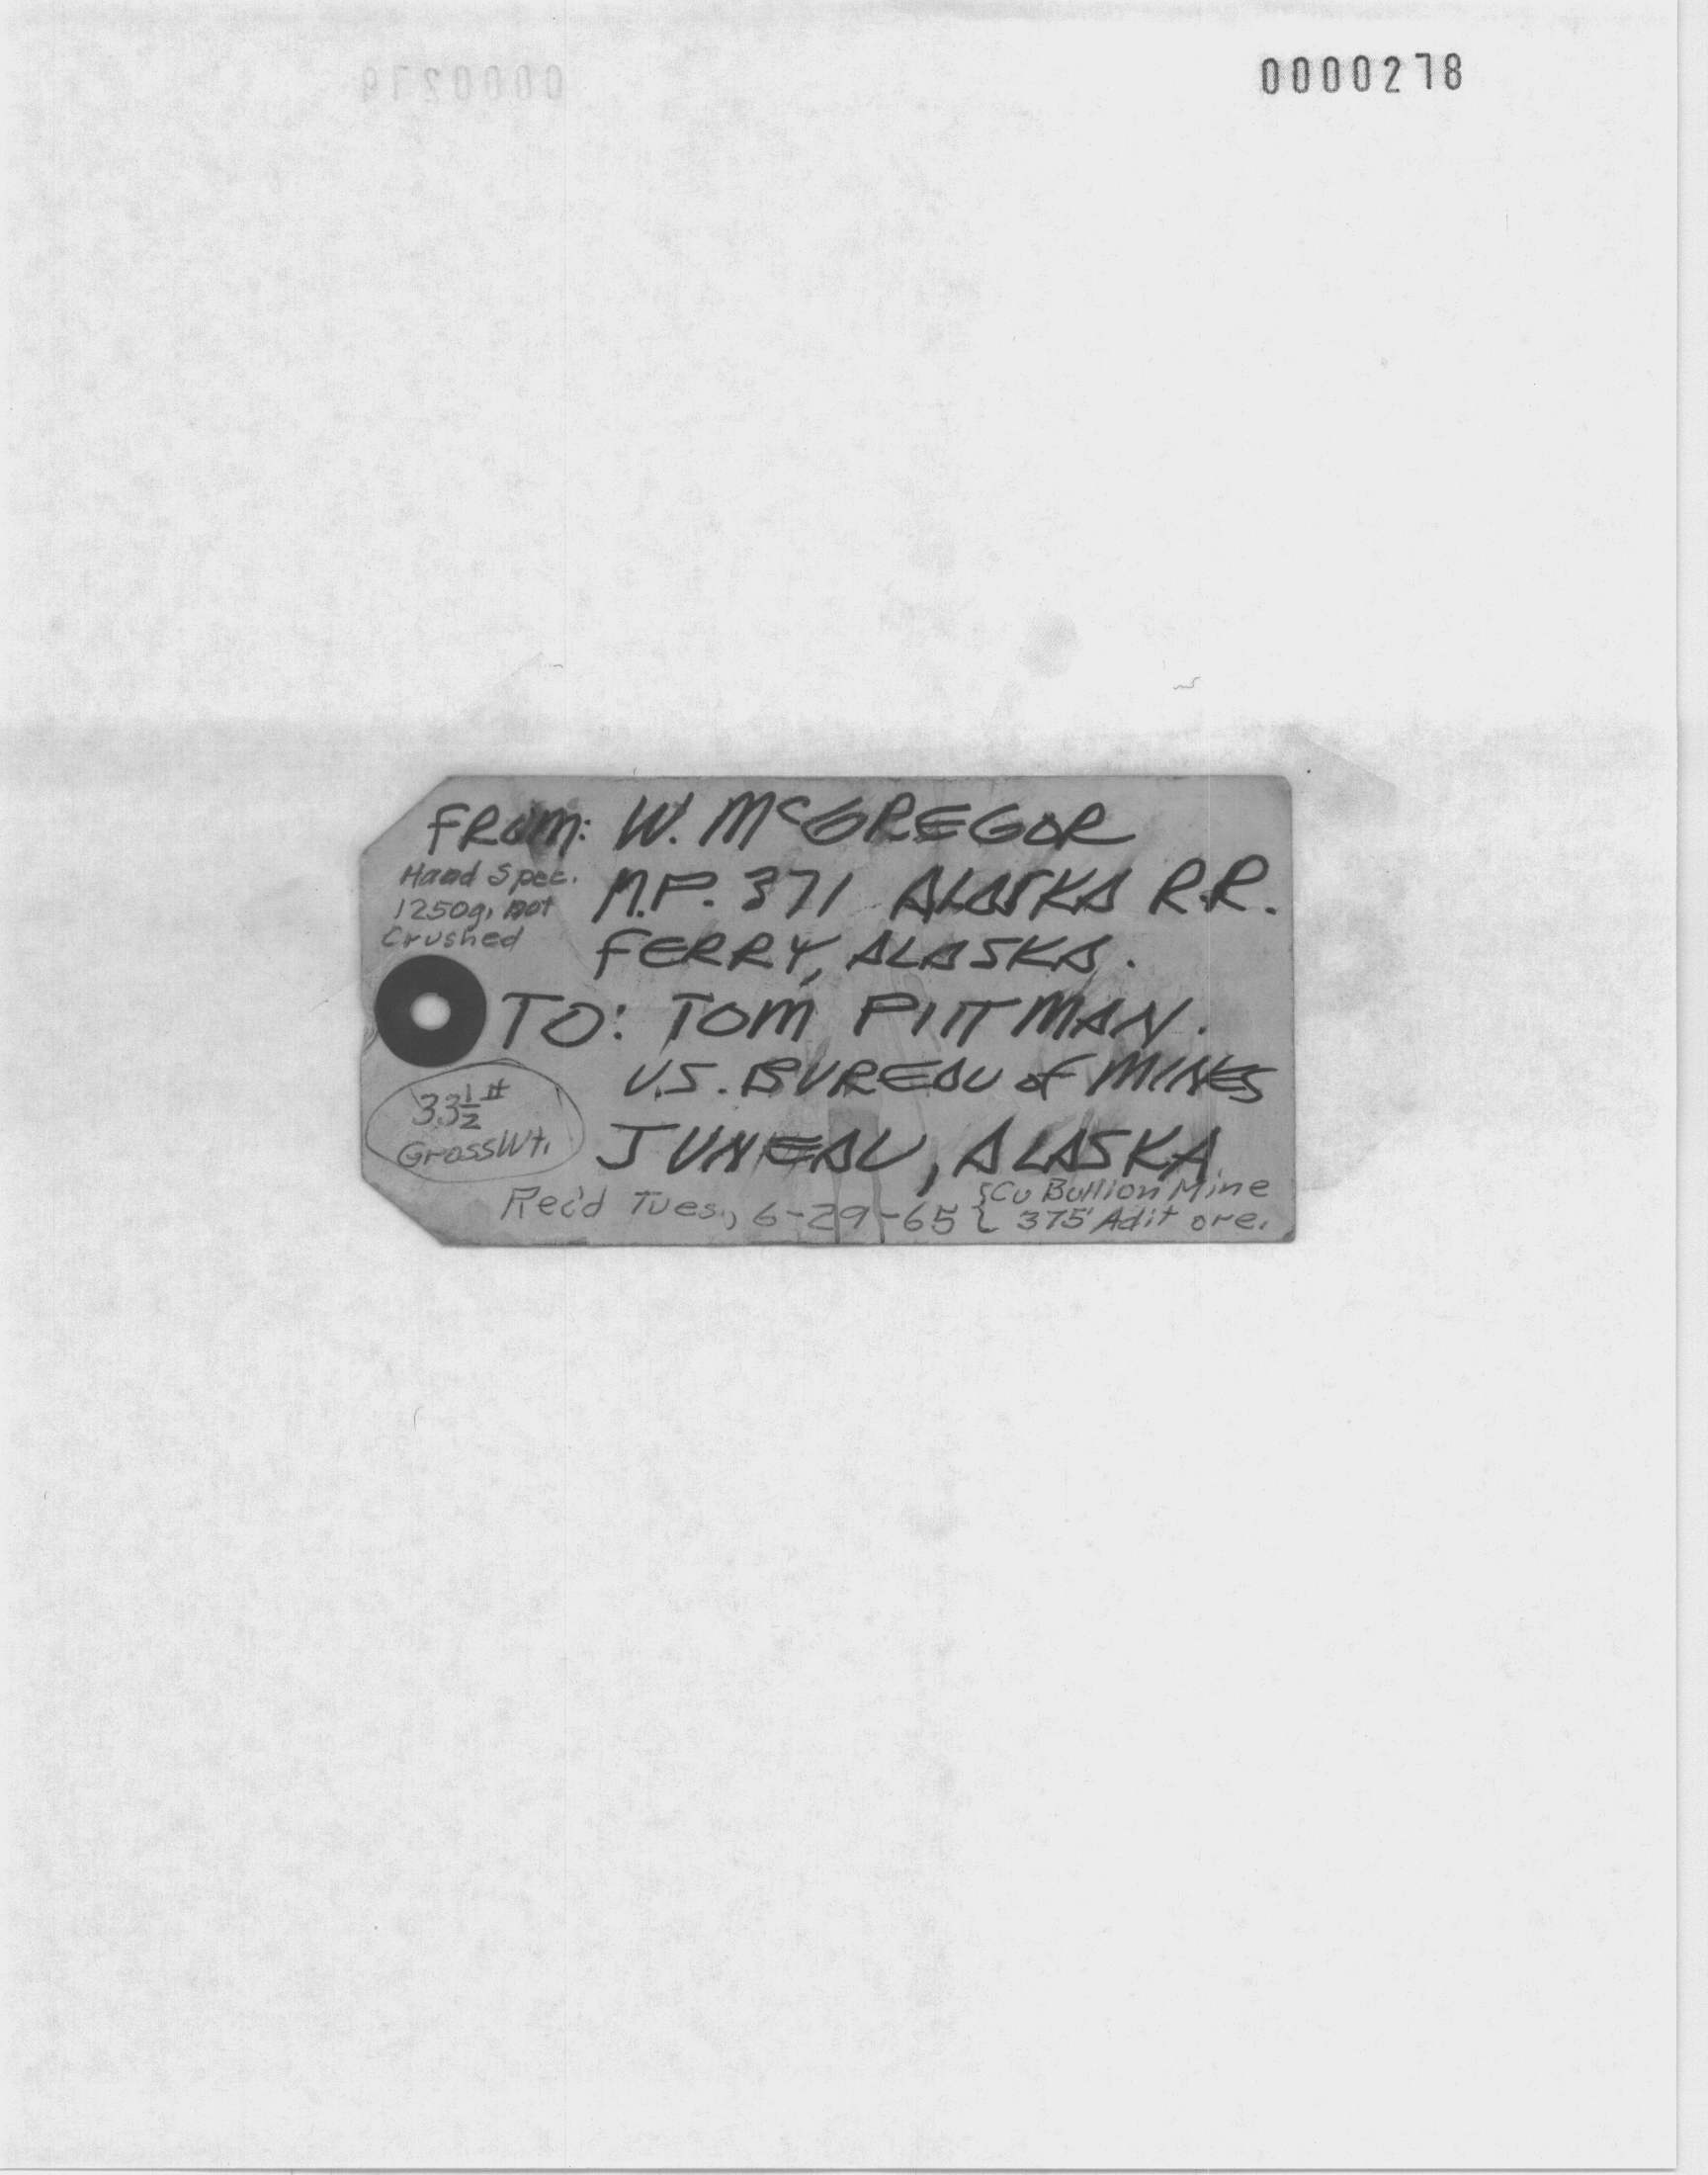 0000278
FROM: W. McGREGOR
Hand Spec.
1250g, not
Crushed
M.P. 371 ALASKA R.R.
FERRY, ALASKA.
TO: TOM PITTMAN.
U.S. BUREAU of MINES
JUNEAU, ALASKA
33½#
Gross Wt.
Rec'd Tues., 6-29-65 {Cu Bullion Mine
375' Adit ore.